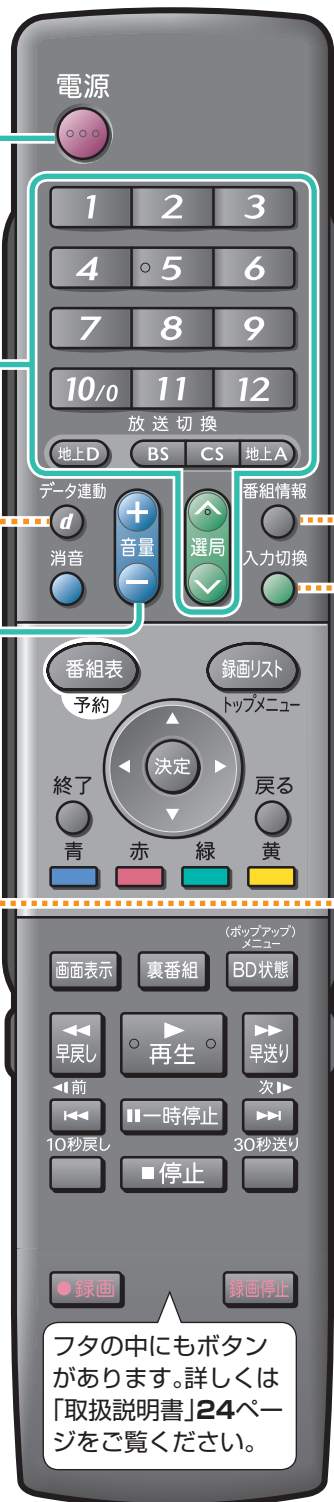 電源
1 2 3
4 5 6
7 8 9
10/0 11 12
放送切換
地上D BS CS 地上A
データ連動
番組情報
d
+
音量
−
選局
消音
入力切換
番組表
予約
録画リスト
トップメニュー
決定
終了
戻る
青 赤 緑 黄
(ポップアップ)
メニュー
画面表示 裏番組 BD状態
早戻し 再生 早送り
前 次
一時停止
10秒戻し 30秒送り
停止
録画 録画停止
フタの中にもボタン
があります。詳しくは
「取扱説明書」24ペー
ジをご覧ください。